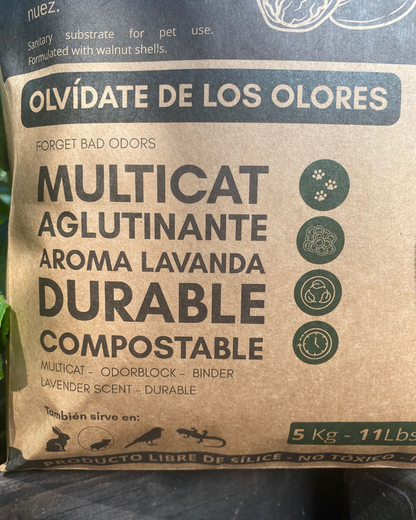 nuez.
Sanitary substrate for pet use.
Formulated with walnut shells.
OLVÍDATE DE LOS OLORES
FORGET BAD ODORS
MULTICAT
AGLUTINANTE
AROMA LAVANDA
DURABLE
COMPOSTABLE
MULTICAT - ODORBLOCK - BINDER
LAVENDER SCENT - DURABLE
También sirve en:
5 Kg - 11Lbs
PRODUCTO LIBRE DE SÍLICE - NO TÓXICO -